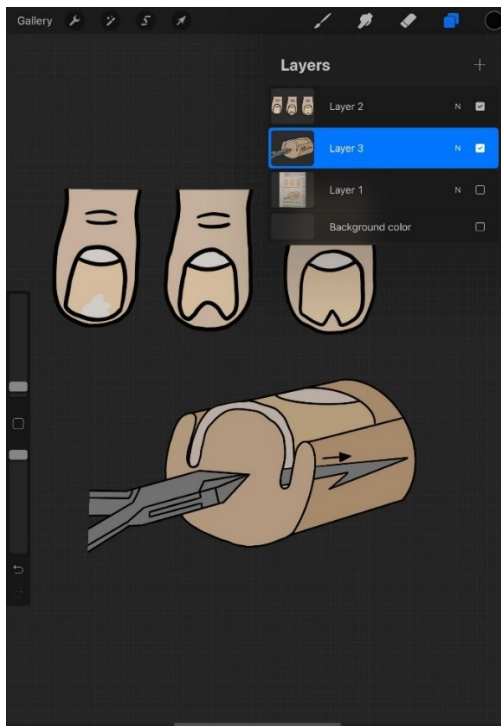 Gallery
Layers
Layer 2 N
Layer 3 N
Layer 1 N
Background color